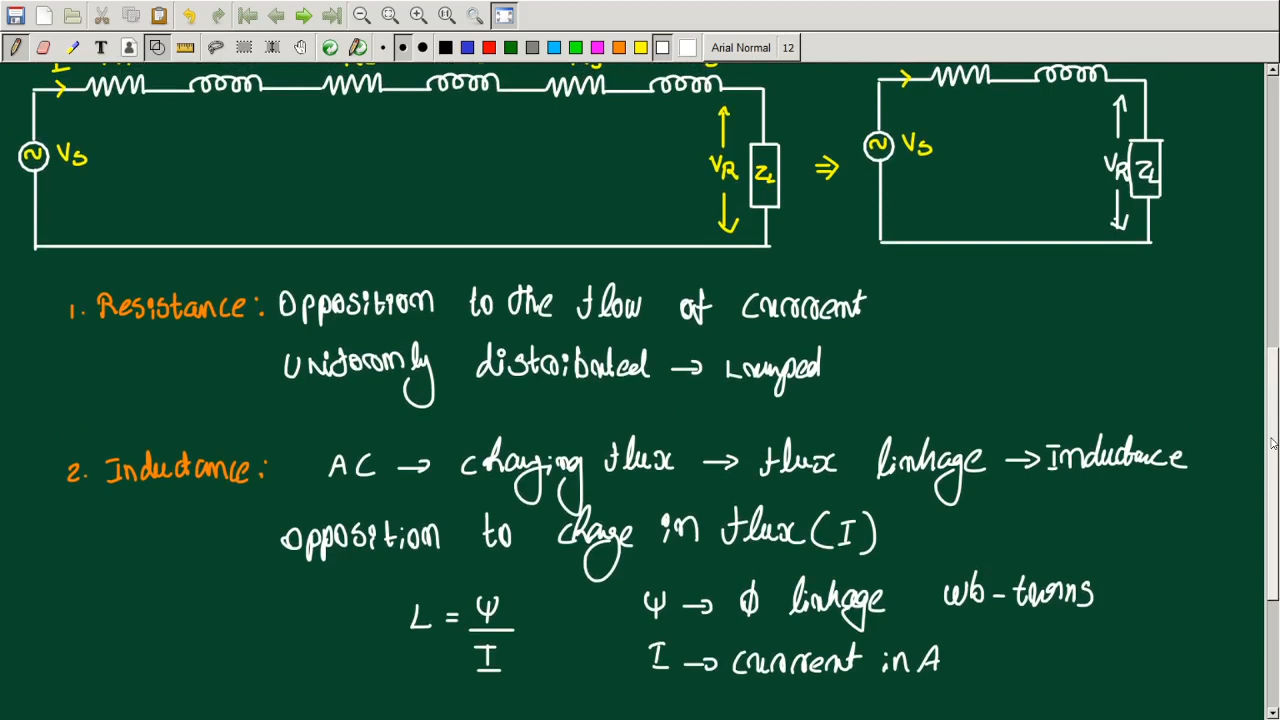 Arial Normal 12
I
Vs VR ZL ⇒ Vs VR ZL
1. Resistance: Opposition to the flow of current
Uniformly distributed → Lumped
2. Inductance: AC → changing flux → flux linkage → Inductance
Opposition to change in flux (I)
L = Ψ / I
Ψ → ϕ linkage wb-turns
I → current in A